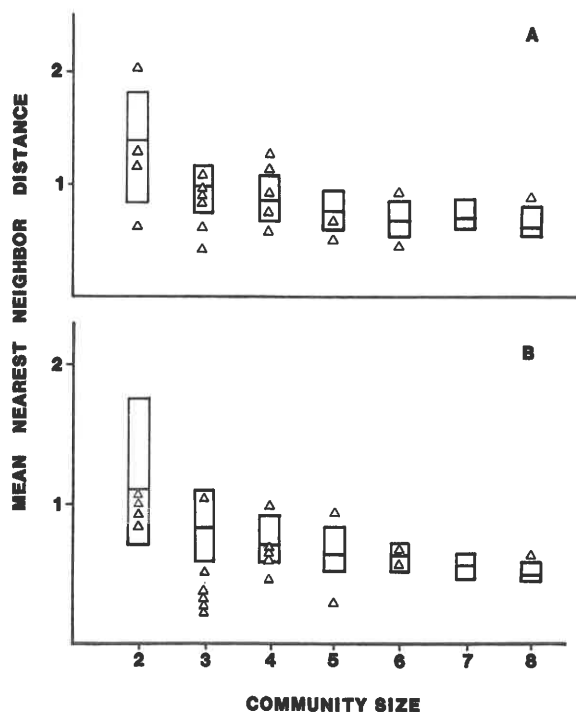 A
2
1
MEAN NEAREST NEIGHBOR DISTANCE
B
2
1
2 3 4 5 6 7 8
COMMUNITY SIZE